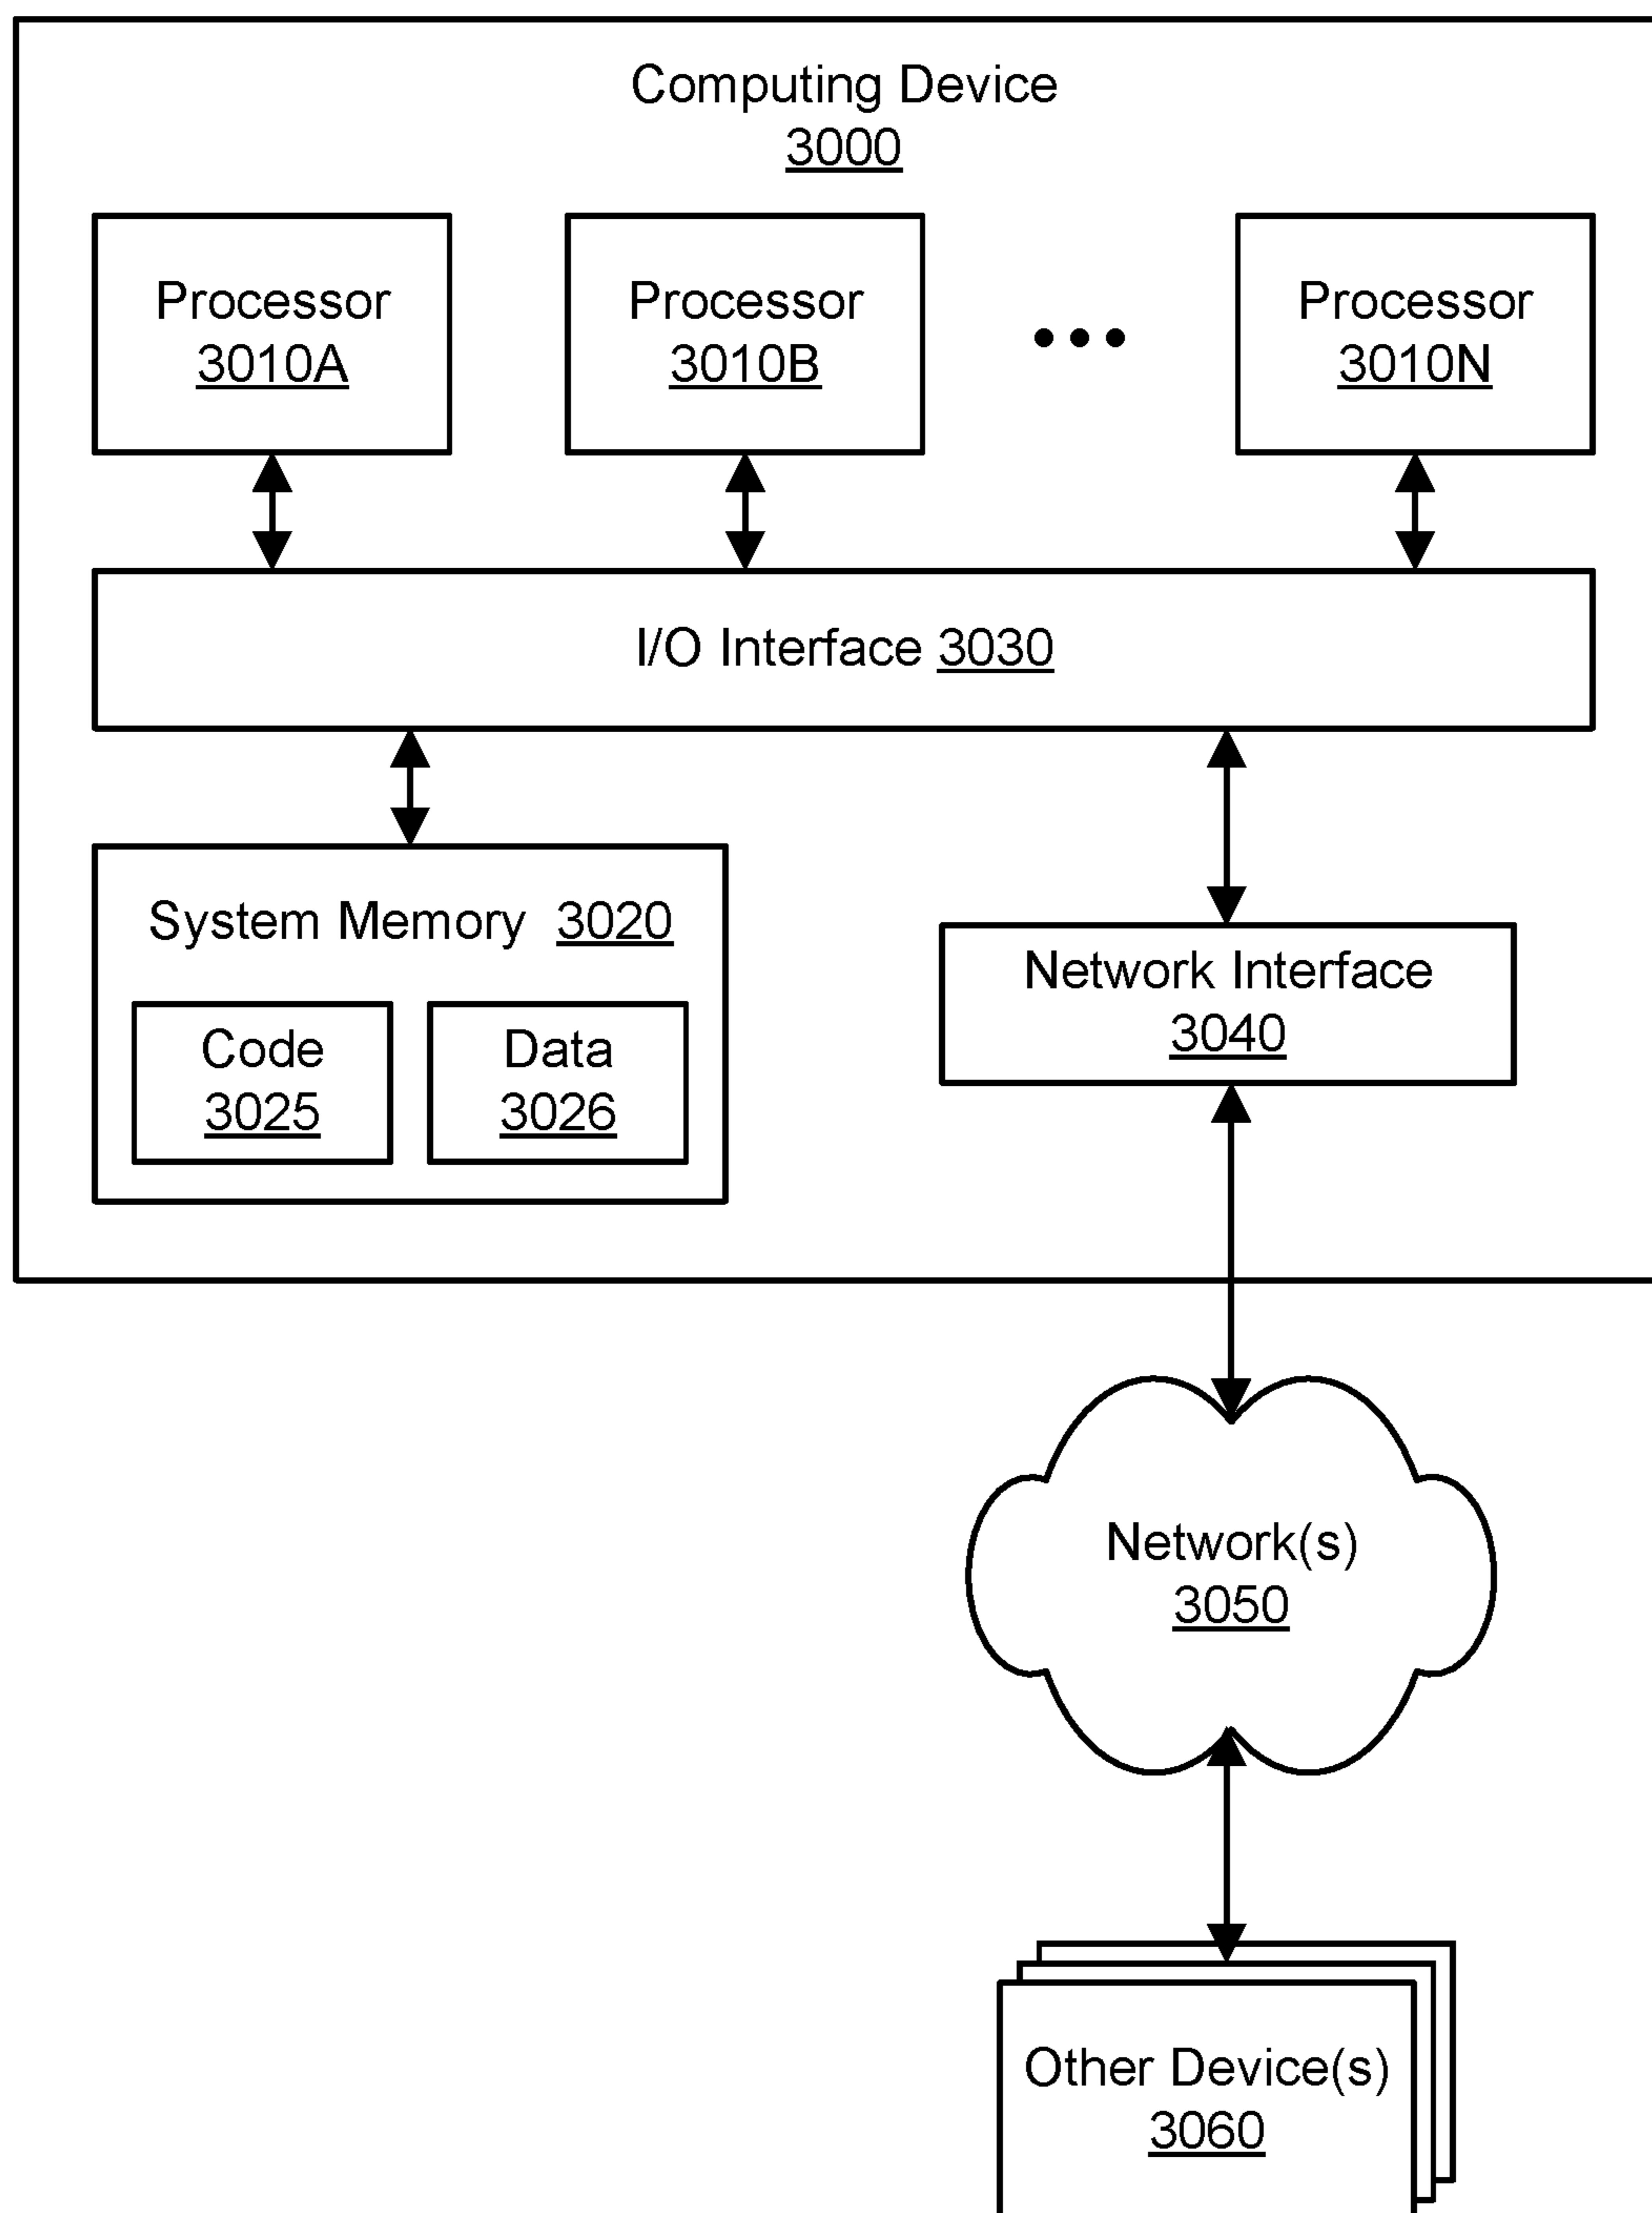 Computing Device
3000
Processor
3010A
Processor
3010B
Processor
3010N
I/O Interface 3030
System Memory 3020
Code
3025
Data
3026
Network Interface
3040
Network(s)
3050
Other Device(s)
3060